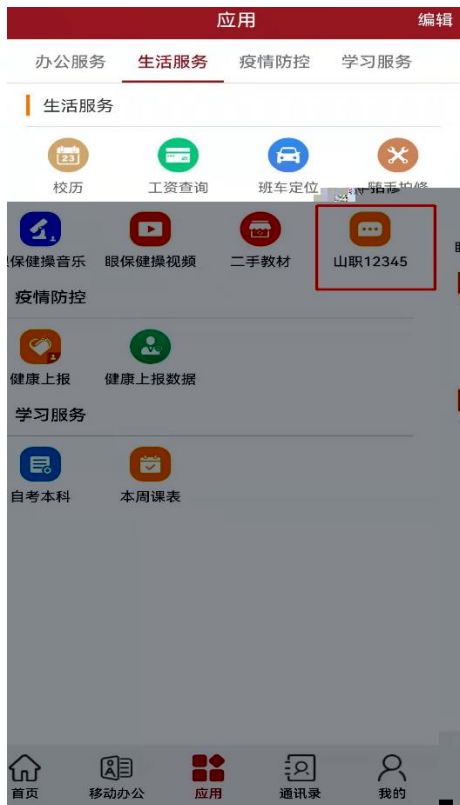 应用 编辑
办公服务 生活服务 疫情防控 学习服务
生活服务
23
校历 工资查询 班车定位 随手拍修
保健操音乐 眼保健操视频 二手教材 山职12345
疫情防控
健康上报 健康上报数据
学习服务
自考本科 本周课表
首页 移动办公 应用 通讯录 我的